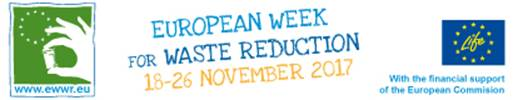 www.ewwr.eu
EUROPEAN WEEK
FOR WASTE REDUCTION
18-26 NOVEMBER 2017
Life
With the financial support
of the European Commision